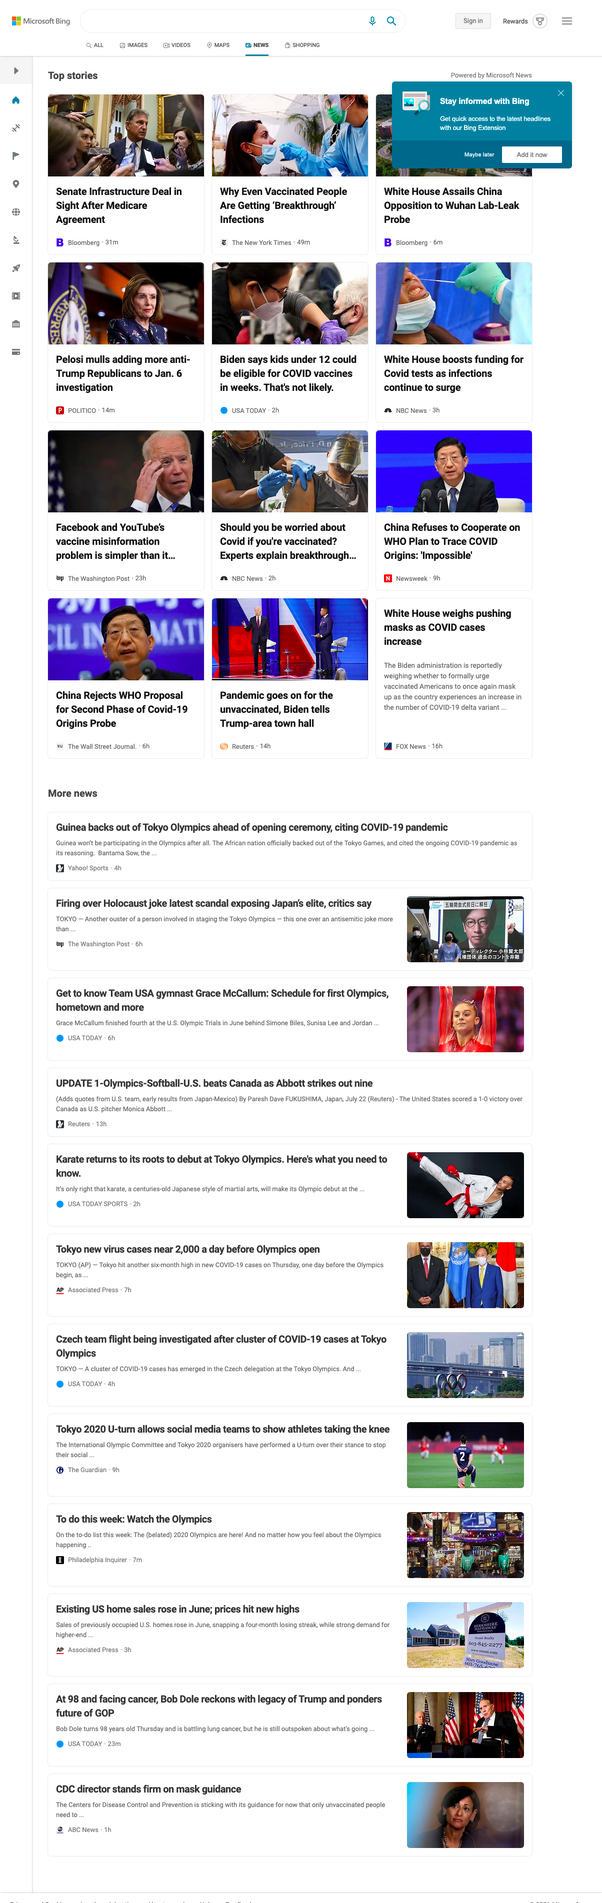 Microsoft Bing
Sign in
Rewards
ALL
IMAGES
VIDEOS
MAPS
NEWS
SHOPPING
Top stories
Powered by Microsoft News
Stay informed with Bing
Get quick access to the latest headlines
with our Bing Extension
Maybe later
Add it now
Senate Infrastructure Deal in
Sight After Medicare
Agreement
Bloomberg · 31m
Why Even Vaccinated People
Are Getting ‘Breakthrough’
Infections
The New York Times · 49m
White House Assails China
Opposition to Wuhan Lab-Leak
Probe
Bloomberg · 6m
Pelosi mulls adding more anti-
Trump Republicans to Jan. 6
investigation
POLITICO · 14m
Biden says kids under 12 could
be eligible for COVID vaccines
in weeks. That's not likely.
USA TODAY · 2h
White House boosts funding for
Covid tests as infections
continue to surge
NBC News · 3h
Facebook and YouTube's
vaccine misinformation
problem is simpler than it…
The Washington Post · 23h
Should you be worried about
Covid if you're vaccinated?
Experts explain breakthrough…
NBC News · 2h
China Refuses to Cooperate on
WHO Plan to Trace COVID
Origins: 'Impossible'
Newsweek · 9h
China Rejects WHO Proposal
for Second Phase of Covid-19
Origins Probe
The Wall Street Journal. · 6h
Pandemic goes on for the
unvaccinated, Biden tells
Trump-area town hall
Reuters · 14h
White House weighs pushing
masks as COVID cases
increase
The Biden administration is reportedly
weighing whether to formally urge
vaccinated Americans to once again mask
up as the country experiences an increase in
the number of COVID-19 delta variant ...
FOX News · 16h
More news
Guinea backs out of Tokyo Olympics ahead of opening ceremony, citing COVID-19 pandemic
Guinea won't be participating in the Olympics after all. The African nation officially backed out of the Tokyo Games, and cited the ongoing COVID-19 pandemic as
its reasoning. Bantama Sow, the ...
Yahoo! Sports · 4h
Firing over Holocaust joke latest scandal exposing Japan's elite, critics say
TOKYO — Another ouster of a person involved in staging the Tokyo Olympics — this one over an antisemitic joke more
than ...
The Washington Post · 6h
Get to know Team USA gymnast Grace McCallum: Schedule for first Olympics,
hometown and more
Grace McCallum finished fourth at the U.S. Olympic Trials in June behind Simone Biles, Sunisa Lee and Jordan ...
USA TODAY · 6h
UPDATE 1-Olympics-Softball-U.S. beats Canada as Abbott strikes out nine
(Adds quotes from U.S. team, early results from Japan-Mexico) By Paresh Dave FUKUSHIMA, Japan, July 22 (Reuters) - The United States scored a 1-0 victory over
Canada as U.S. pitcher Monica Abbott ...
Reuters · 13h
Karate returns to its roots to debut at Tokyo Olympics. Here's what you need to
know.
It's only right that karate, a centuries-old Japanese style of martial arts, will make its Olympic debut at the ...
USA TODAY SPORTS · 2h
Tokyo new virus cases near 2,000 a day before Olympics open
TOKYO (AP) — Tokyo hit another six-month high in new COVID-19 cases on Thursday, one day before the Olympics
begin, as ...
Associated Press · 7h
Czech team flight being investigated after cluster of COVID-19 cases at Tokyo
Olympics
TOKYO — A cluster of COVID-19 cases has emerged in the Czech delegation at the Tokyo Olympics. And ...
USA TODAY · 4h
Tokyo 2020 U-turn allows social media teams to show athletes taking the knee
The International Olympic Committee and Tokyo 2020 organisers have performed a U-turn over their stance to stop
their social ...
The Guardian · 9h
To do this week: Watch the Olympics
On the to-do list this week: The (belated) 2020 Olympics are here! And no matter how you feel about the Olympics
happening ..
Philadelphia Inquirer · 7m
Existing US home sales rose in June; prices hit new highs
Sales of previously occupied U.S. homes rose in June, snapping a four-month losing streak, while strong demand for
higher-end ...
Associated Press · 3h
At 98 and facing cancer, Bob Dole reckons with legacy of Trump and ponders
future of GOP
Bob Dole turns 98 years old Thursday and is battling lung cancer, but he is still outspoken about what's going ...
USA TODAY · 23m
CDC director stands firm on mask guidance
The Centers for Disease Control and Prevention is sticking with its guidance for now that only unvaccinated people
need to ...
ABC News · 1h